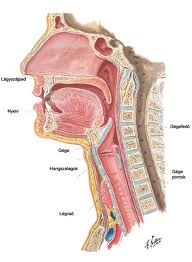 Lágyszájpad
Nyelv
Gége
Hangszalagok
Légcső
Gégefedő
Gége
porcok